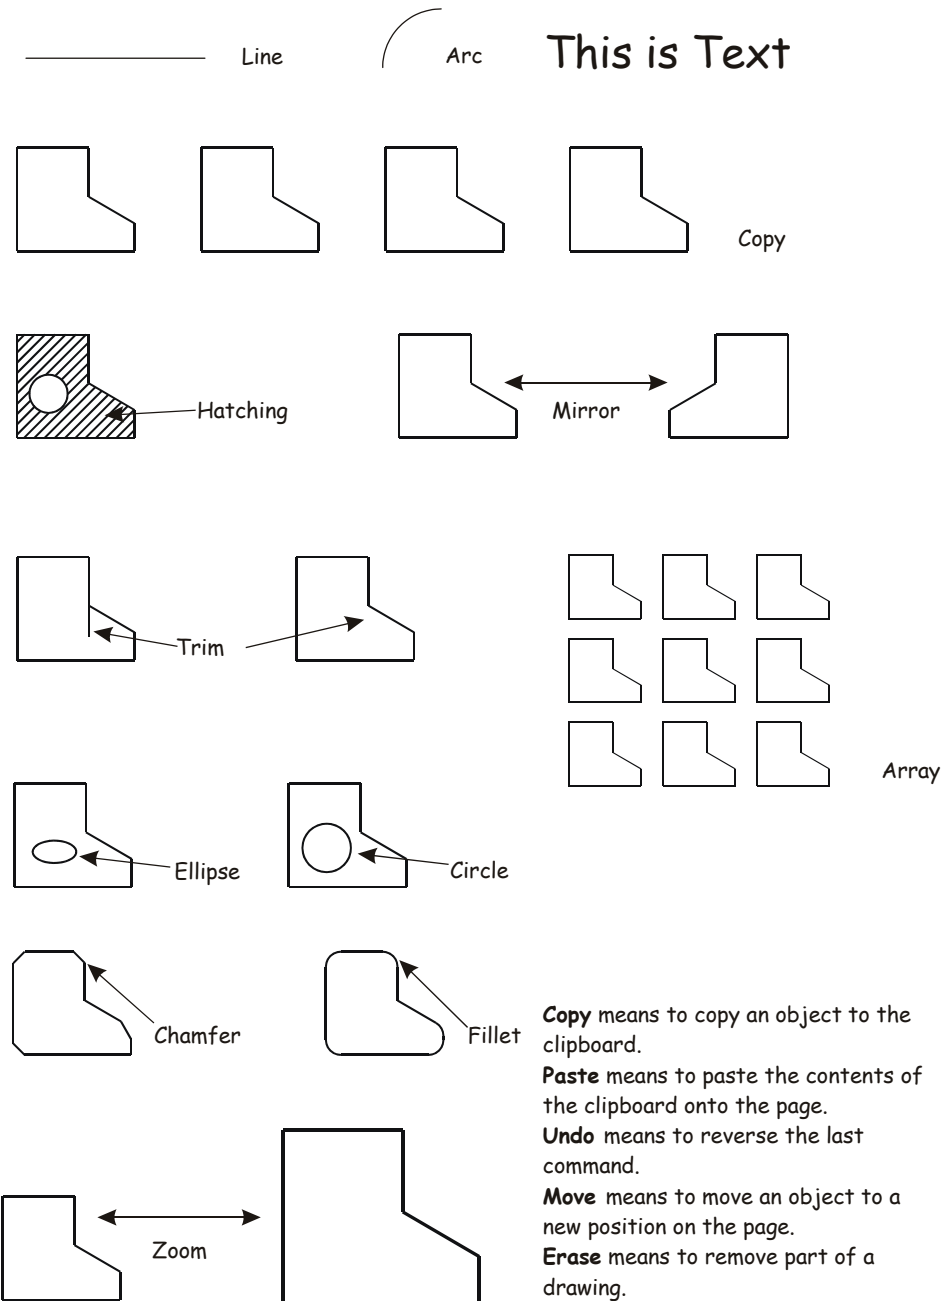 Line
Arc
This is Text
Copy
Hatching
Mirror
Trim
Array
Ellipse
Circle
Chamfer
Fillet
Copy means to copy an object to the
clipboard.
Paste means to paste the contents of
the clipboard onto the page.
Undo means to reverse the last
command.
Move means to move an object to a
new position on the page.
Erase means to remove part of a
drawing.
Zoom